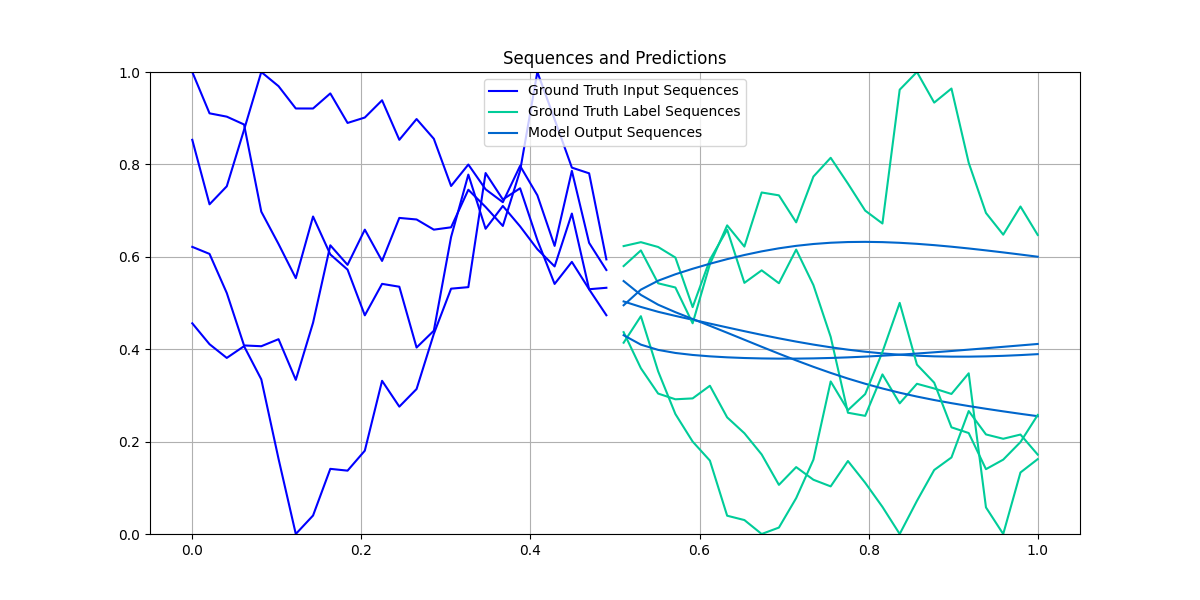 Sequences and Predictions
Ground Truth Input Sequences
Ground Truth Label Sequences
Model Output Sequences
1.0
0.8
0.6
0.4
0.2
0.0
0.0 0.2 0.4 0.6 0.8 1.0